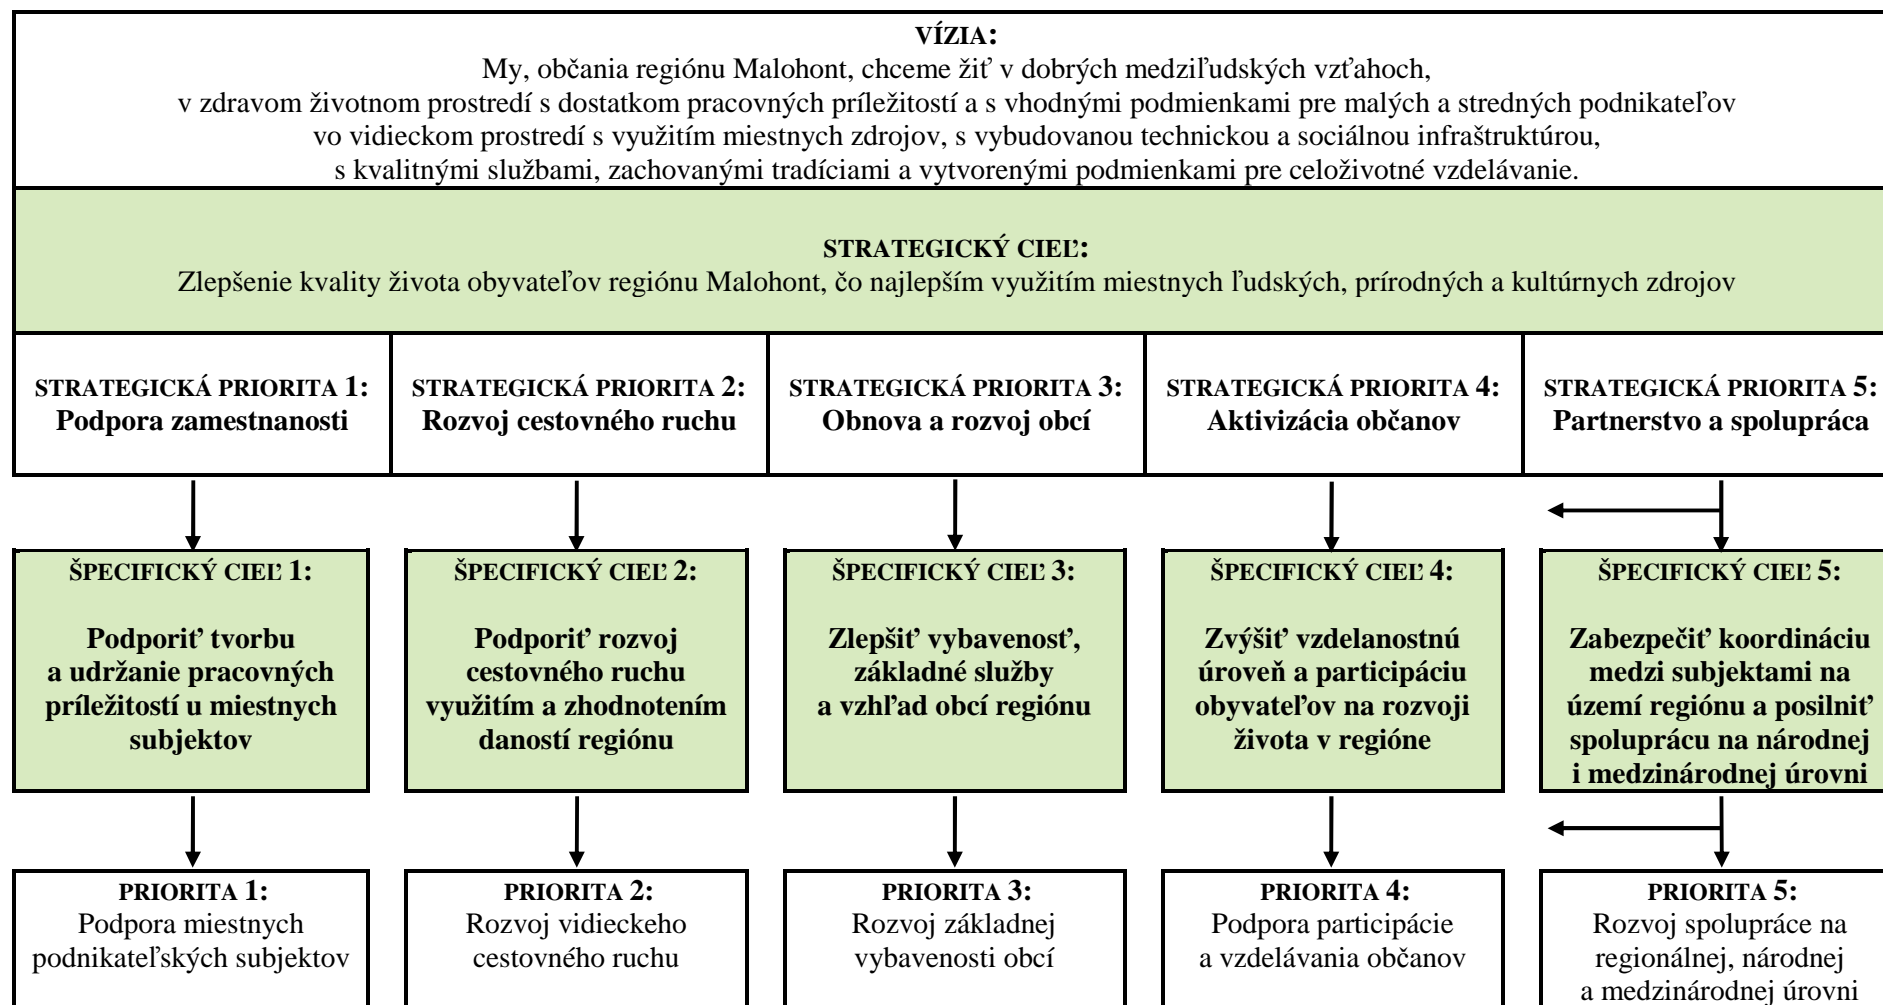 VÍZIA:
My, občania regiónu Malohont, chceme žiť v dobrých medziľudských vzťahoch,
v zdravom životnom prostredí s dostatkom pracovných príležitostí a s vhodnými podmienkami pre malých a stredných podnikateľov
vo vidieckom prostredí s využitím miestnych zdrojov, s vybudovanou technickou a sociálnou infraštruktúrou,
s kvalitnými službami, zachovanými tradíciami a vytvorenými podmienkami pre celoživotné vzdelávanie.
STRATEGICKÝ CIEĽ:
Zlepšenie kvality života obyvateľov regiónu Malohont, čo najlepším využitím miestnych ľudských, prírodných a kultúrnych zdrojov
STRATEGICKÁ PRIORITA 1:
Podpora zamestnanosti
STRATEGICKÁ PRIORITA 2:
Rozvoj cestovného ruchu
STRATEGICKÁ PRIORITA 3:
Obnova a rozvoj obcí
STRATEGICKÁ PRIORITA 4:
Aktivizácia občanov
STRATEGICKÁ PRIORITA 5:
Partnerstvo a spolupráca
ŠPECIFICKÝ CIEĽ 1:
Podporiť tvorbu
a udržanie pracovných
príležitostí u miestnych
subjektov
ŠPECIFICKÝ CIEĽ 2:
Podporiť rozvoj
cestovného ruchu
využitím a zhodnotením
daností regiónu
ŠPECIFICKÝ CIEĽ 3:
Zlepšiť vybavenosť,
základné služby
a vzhľad obcí regiónu
ŠPECIFICKÝ CIEĽ 4:
Zvýšiť vzdelanostnú
úroveň a participáciu
obyvateľov na rozvoji
života v regióne
ŠPECIFICKÝ CIEĽ 5:
Zabezpečiť koordináciu
medzi subjektami na
území regiónu a posilniť
spoluprácu na národnej
i medzinárodnej úrovni
PRIORITA 1:
Podpora miestnych
podnikateľských subjektov
PRIORITA 2:
Rozvoj vidieckeho
cestovného ruchu
PRIORITA 3:
Rozvoj základnej
vybavenosti obcí
PRIORITA 4:
Podpora participácie
a vzdelávania občanov
PRIORITA 5:
Rozvoj spolupráce na
regionálnej, národnej
a medzinárodnej úrovni